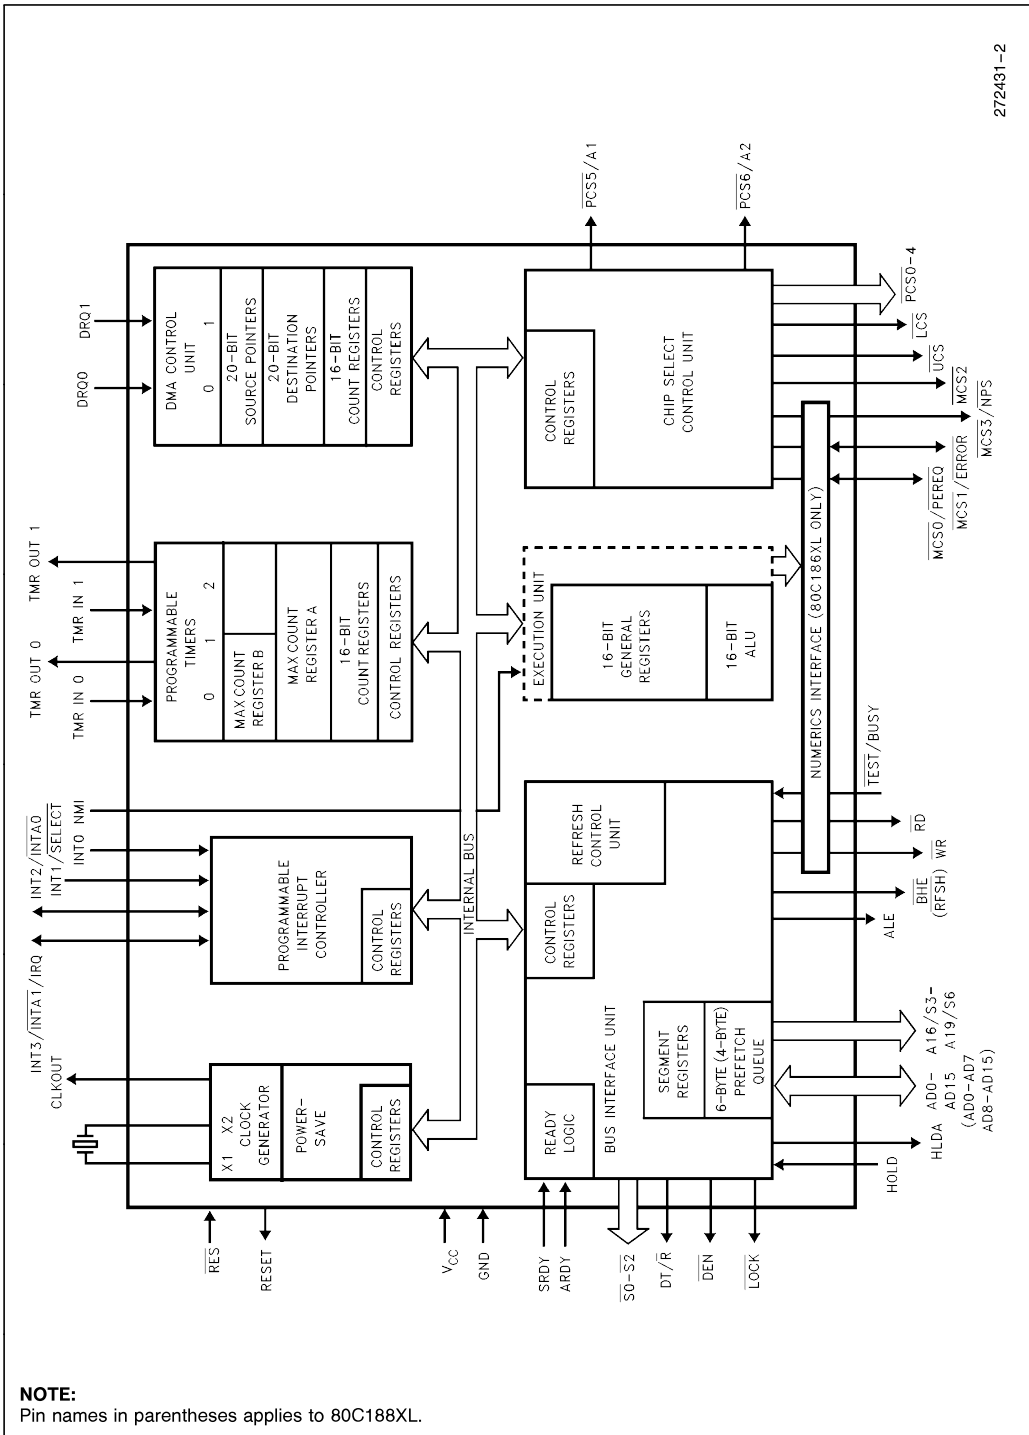 272431-2
INT3/INTA1/IRQ
INT2/INTA0
INT1/SELECT
INT0
NMI
TMR OUT 0
TMR OUT 1
TMR IN 0
TMR IN 1
DRQ0
DRQ1
CLKOUT
X1 X2
CLOCK
GENERATOR
POWER-
SAVE
CONTROL
REGISTERS
PROGRAMMABLE
INTERRUPT
CONTROLLER
CONTROL
REGISTERS
PROGRAMMABLE
TIMERS
0 1 2
MAX COUNT
REGISTER B
MAX COUNT
REGISTER A
16-BIT
COUNT REGISTERS
CONTROL REGISTERS
DMA CONTROL
UNIT
0 1
20-BIT
SOURCE POINTERS
20-BIT
DESTINATION
POINTERS
16-BIT
COUNT REGISTERS
CONTROL
REGISTERS
INTERNAL BUS
RES
RESET
VCC
GND
SRDY
ARDY
S0-S2
DT/R
DEN
LOCK
READY
LOGIC
BUS INTERFACE UNIT
CONTROL
REGISTERS
REFRESH
CONTROL
UNIT
SEGMENT
REGISTERS
6-BYTE (4-BYTE)
PREFETCH
QUEUE
EXECUTION UNIT
16-BIT
GENERAL
REGISTERS
16-BIT
ALU
CONTROL
REGISTERS
CHIP SELECT
CONTROL UNIT
PCS5/A1
PCS6/A2
NUMERICS INTERFACE (80C186XL ONLY)
HOLD
HLDA
AD0-
AD15
(AD0-AD7
AD8-AD15)
A16/S3-
A19/S6
ALE
BHE
(RFSH)
WR
RD
TEST/BUSY
MCS0/PEREQ
MCS1/ERROR
MCS3/NPS
MCS2
UCS
LCS
PCS0-4
NOTE:
Pin names in parentheses applies to 80C188XL.